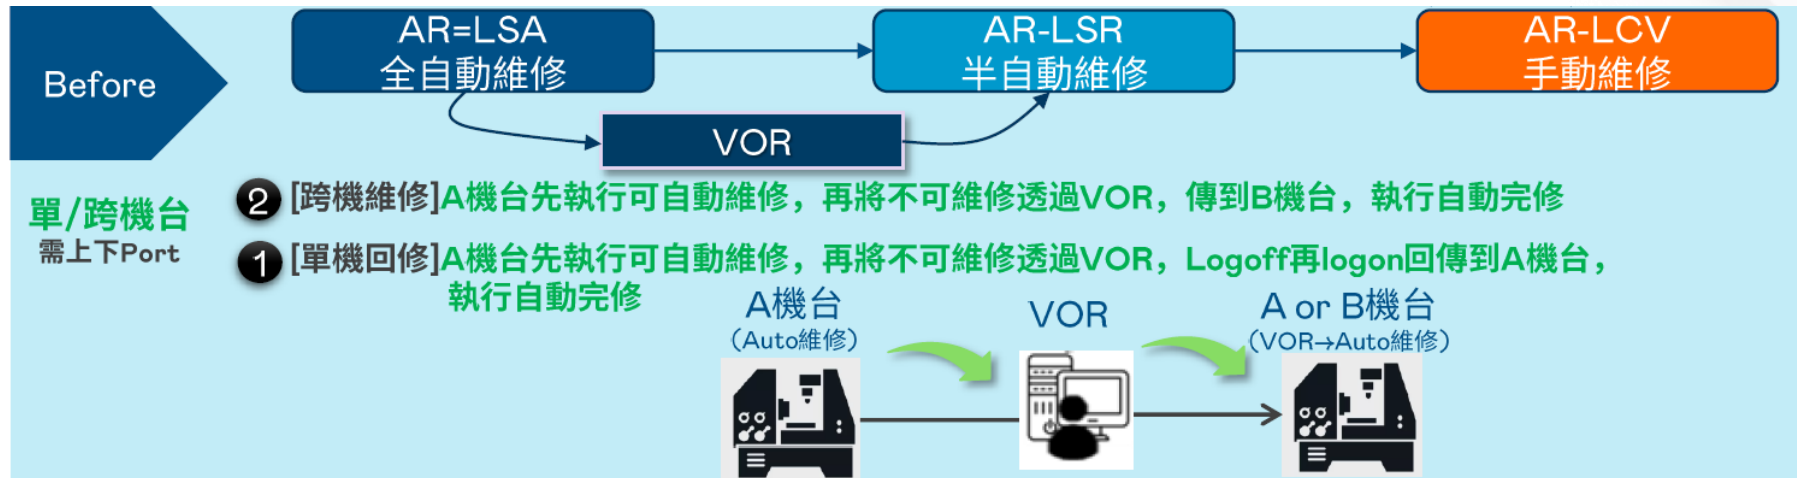 Before
AR=LSA
全自動維修
AR-LSR
半自動維修
AR-LCV
手動維修
VOR
單/跨機台
需上下Port
2 [跨機維修]A機台先執行可自動維修，再將不可維修透過VOR，傳到B機台，執行自動完修
1 [單機回修]A機台先執行可自動維修，再將不可維修透過VOR，Logoff再logon回傳到A機台，
執行自動完修
A機台
（Auto維修）
VOR
A or B機台
（VOR→Auto維修）